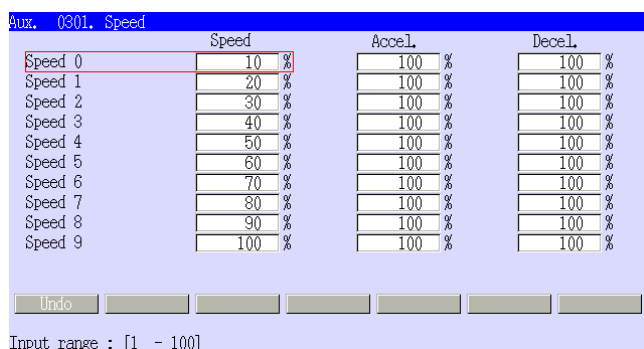 Aux. 0301. Speed
Speed Accel. Decel.
Speed 0 10 % 100 % 100 %
Speed 1 20 % 100 % 100 %
Speed 2 30 % 100 % 100 %
Speed 3 40 % 100 % 100 %
Speed 4 50 % 100 % 100 %
Speed 5 60 % 100 % 100 %
Speed 6 70 % 100 % 100 %
Speed 7 80 % 100 % 100 %
Speed 8 90 % 100 % 100 %
Speed 9 100 % 100 % 100 %
Undo
Input range : [1 - 100]